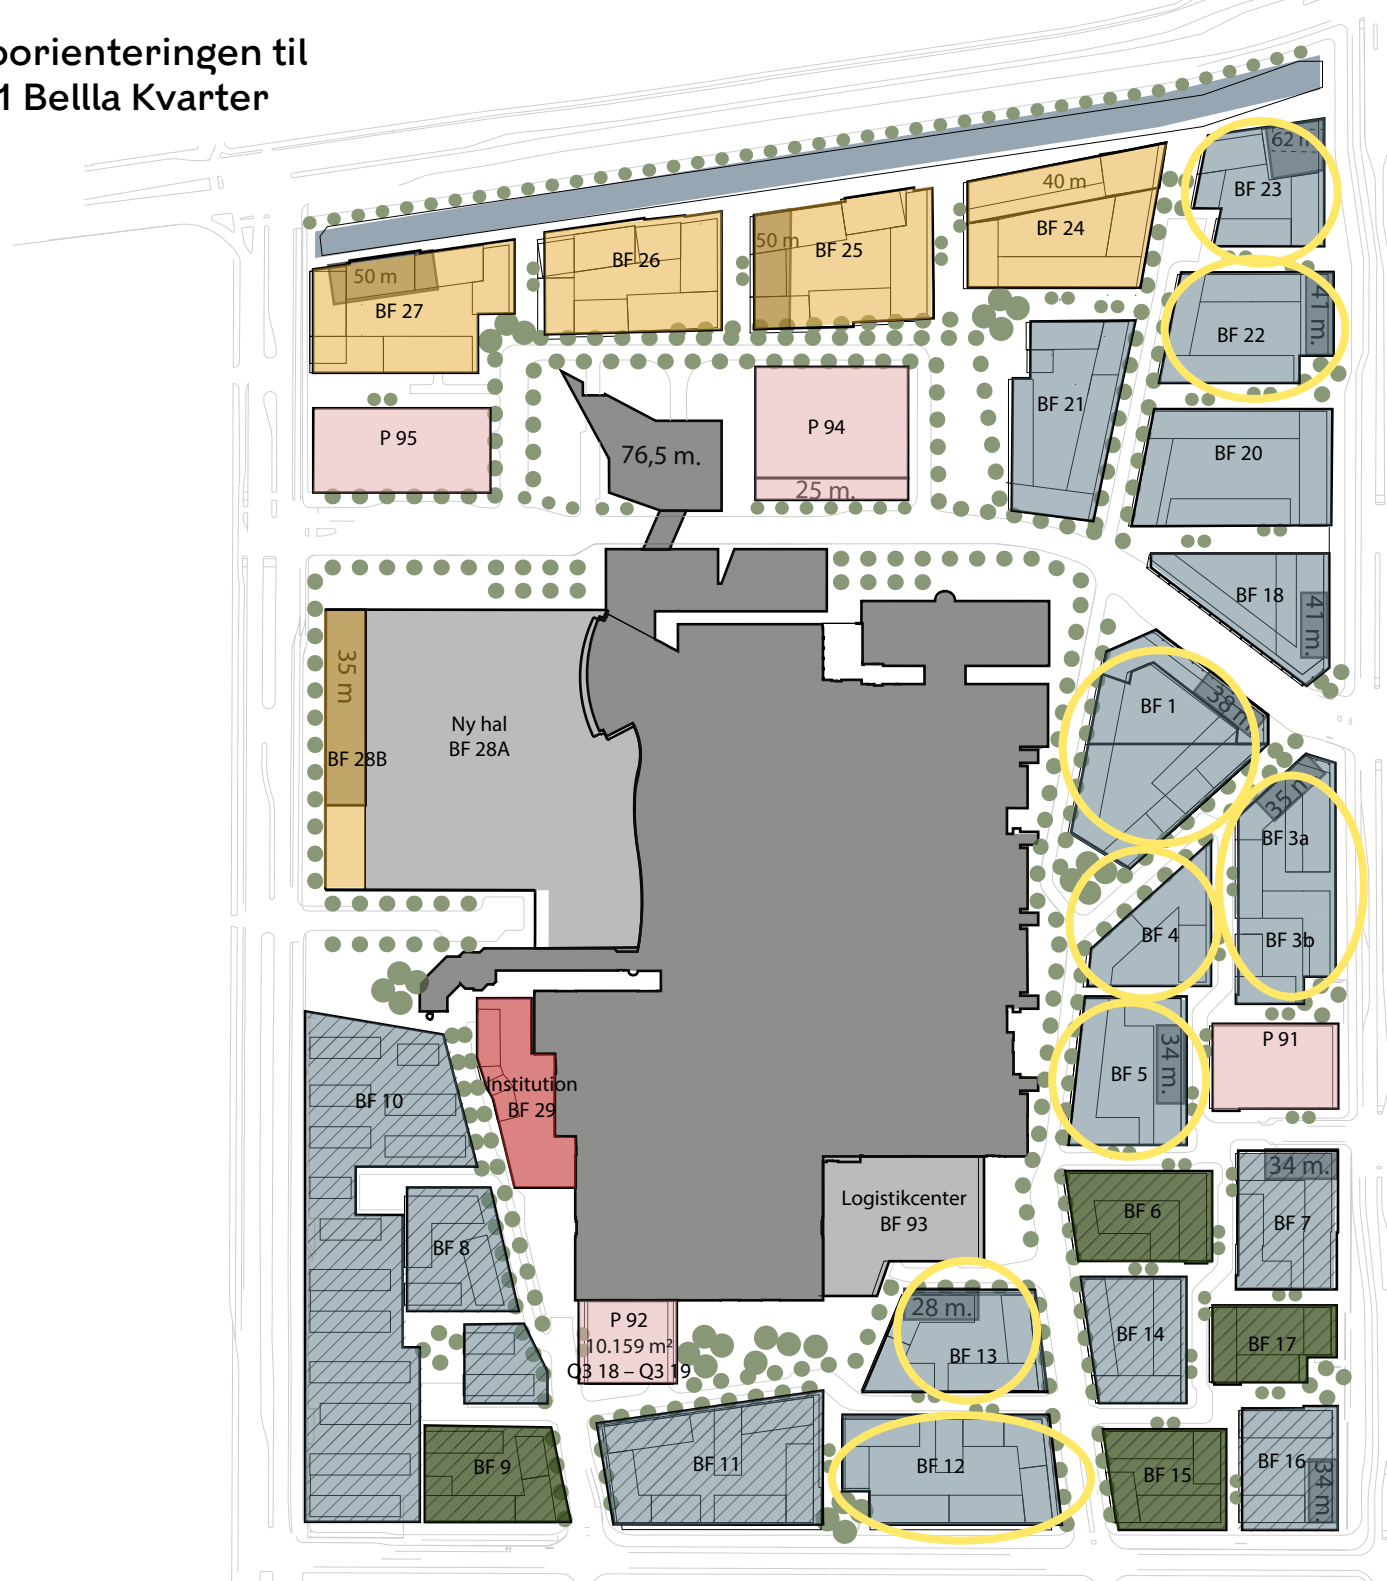 oorienteringen til
1 Bellla Kvarter
62 m
BF 23
40 m
BF 24
50 m
BF 25
BF 26
50 m
BF 27
41 m.
BF 22
BF 21
P 95
76,5 m.
P 94
25 m.
BF 20
BF 18
41 m.
35 m
BF 28B
Ny hal
BF 28A
BF 1
38 m
35 m
BF 3a
BF 3b
BF 4
BF 5
34 m.
P 91
BF 10
Institution
BF 29
34 m.
BF 6
BF 7
Logistikcenter
BF 93
BF 8
28 m.
BF 13
BF 14
BF 17
P 92
10.159 m²
Q3 18 – Q3 19
BF 9
BF 11
BF 12
BF 15
BF 16
34 m.